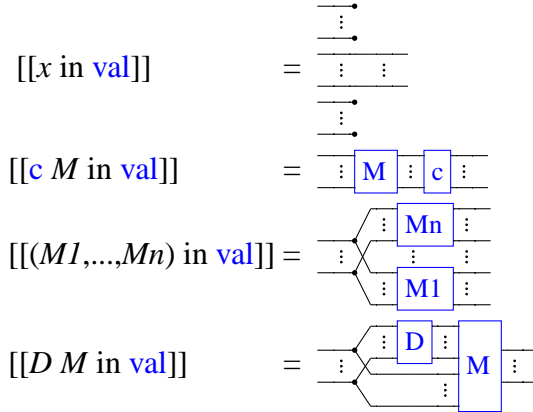 [[x in val]] =
[[c M in val]] = M c
[[(M1,...,Mn) in val]] = Mn M1
[[D M in val]] = D M